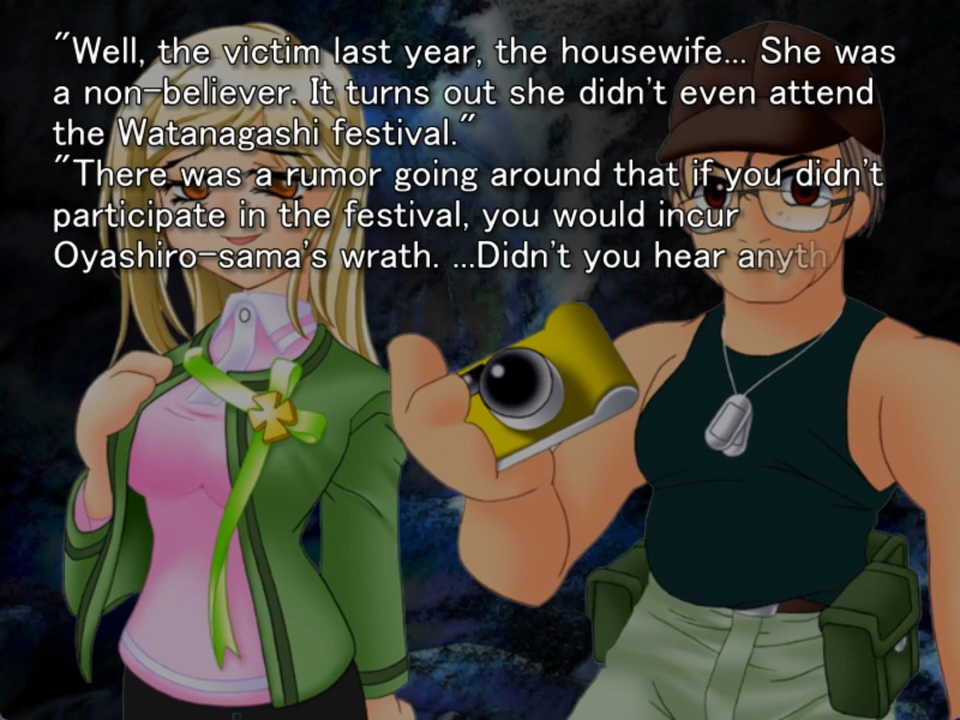 "Well, the victim last year, the housewife... She was
a non-believer. It turns out she didn't even attend
the Watanagashi festival."
"There was a rumor going around that if you didn't
participate in the festival, you would incur
Oyashiro-sama's wrath. ...Didn't you hear anyth